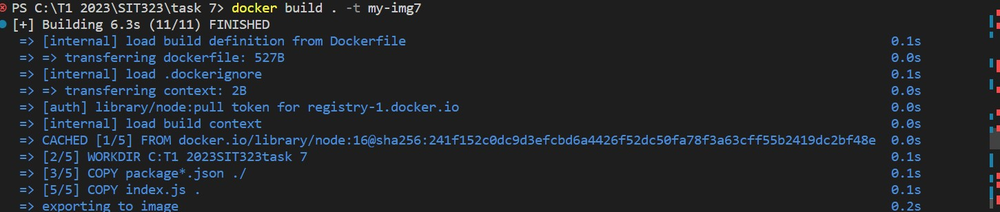 PS C:\T1 2023\SIT323\task 7> docker build . -t my-img7
[+] Building 6.3s (11/11) FINISHED
=> [internal] load build definition from Dockerfile 0.1s
=> => transferring dockerfile: 527B 0.0s
=> [internal] load .dockerignore 0.1s
=> => transferring context: 2B 0.0s
=> [auth] library/node:pull token for registry-1.docker.io 0.0s
=> [internal] load build context 0.0s
=> CACHED [1/5] FROM docker.io/library/node:16@sha256:241f152c0dc9d3efcbd6a4426f52dc50fa78f3a63cff55b2419dc2bf48e 0.0s
=> [2/5] WORKDIR C:T1 2023SIT323task 7 0.1s
=> [3/5] COPY package*.json ./ 0.1s
=> [5/5] COPY index.js . 0.1s
=> exporting to image 0.2s